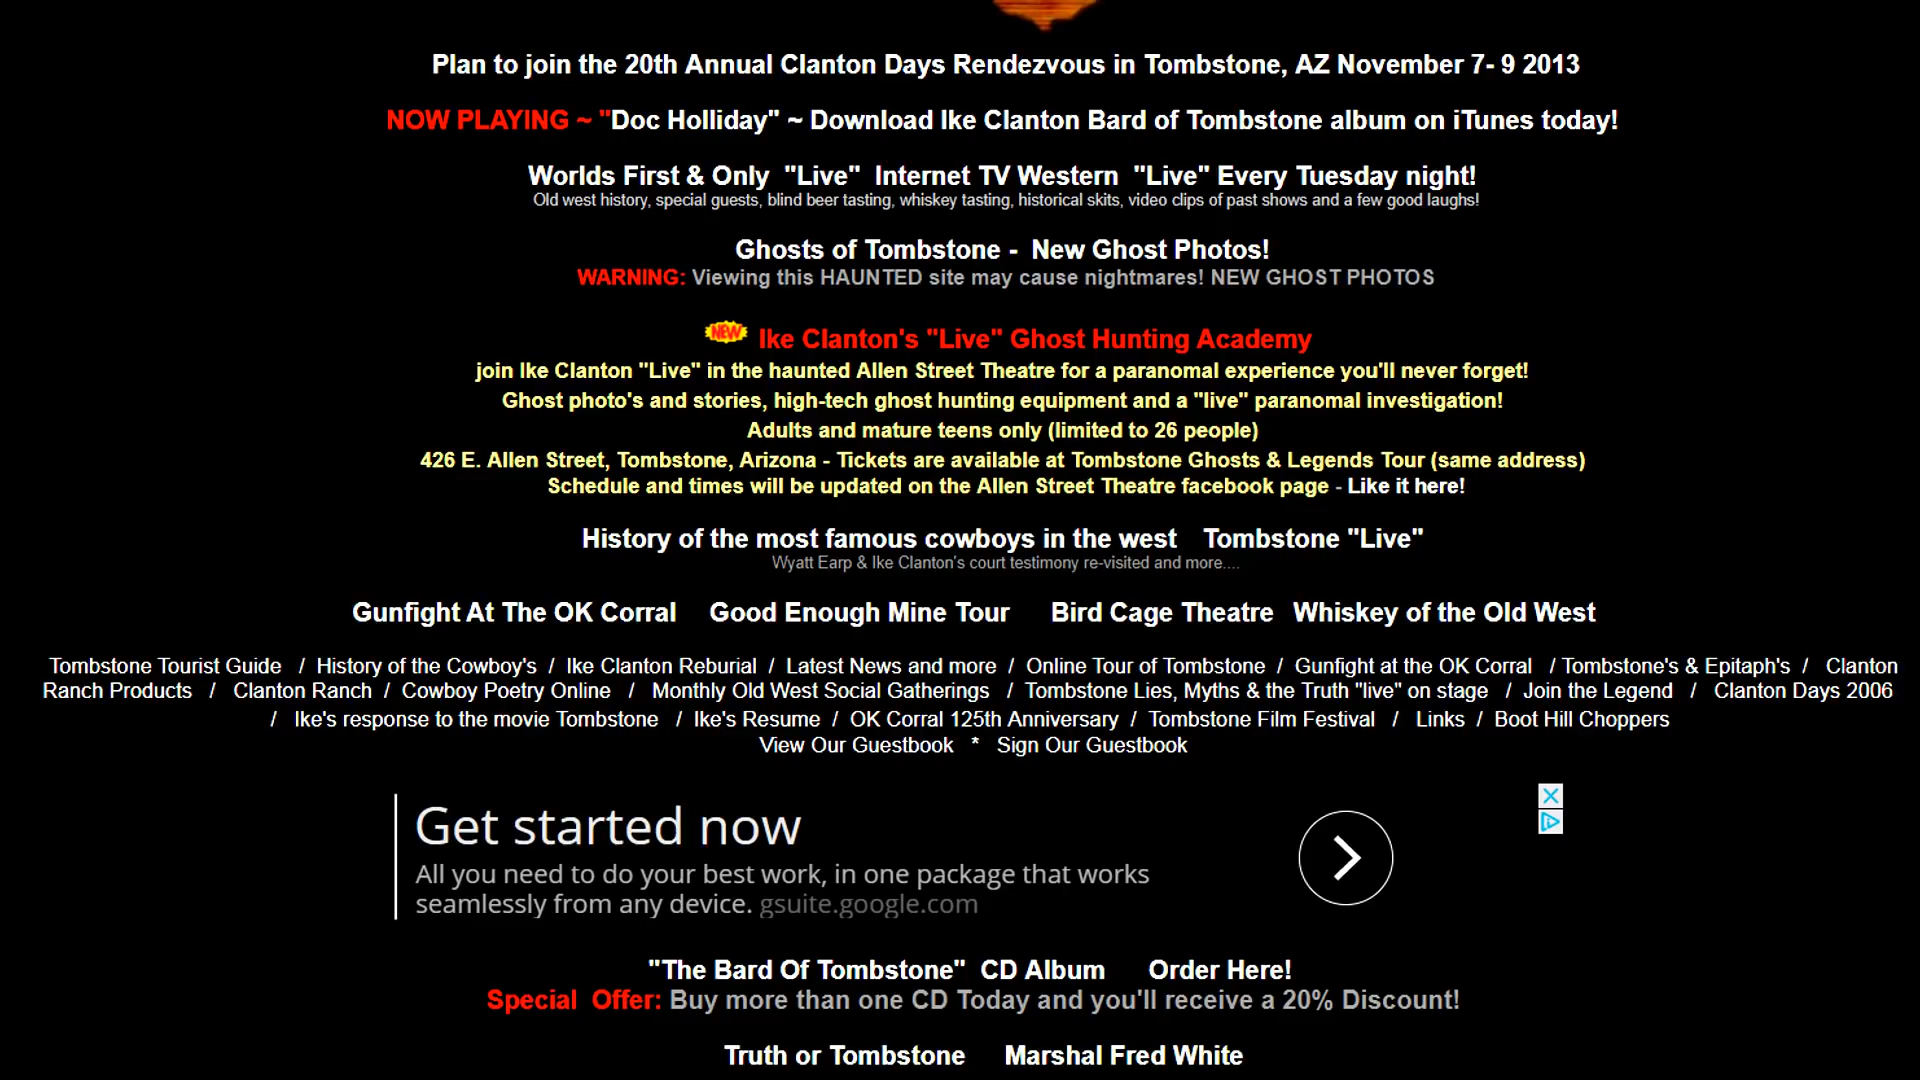 Plan to join the 20th Annual Clanton Days Rendezvous in Tombstone, AZ November 7- 9 2013
NOW PLAYING ~ "Doc Holliday" ~ Download Ike Clanton Bard of Tombstone album on iTunes today!
Worlds First & Only "Live" Internet TV Western "Live" Every Tuesday night!
Old west history, special guests, blind beer tasting, whiskey tasting, historical skits, video clips of past shows and a few good laughs!
Ghosts of Tombstone - New Ghost Photos!
WARNING: Viewing this HAUNTED site may cause nightmares! NEW GHOST PHOTOS
NEW Ike Clanton's "Live" Ghost Hunting Academy
join Ike Clanton "Live" in the haunted Allen Street Theatre for a paranomal experience you'll never forget!
Ghost photo's and stories, high-tech ghost hunting equipment and a "live" paranomal investigation!
Adults and mature teens only (limited to 26 people)
426 E. Allen Street, Tombstone, Arizona - Tickets are available at Tombstone Ghosts & Legends Tour (same address)
Schedule and times will be updated on the Allen Street Theatre facebook page - Like it here!
History of the most famous cowboys in the west Tombstone "Live"
Wyatt Earp & Ike Clanton's court testimony re-visited and more....
Gunfight At The OK Corral Good Enough Mine Tour Bird Cage Theatre Whiskey of the Old West
Tombstone Tourist Guide / History of the Cowboy's / Ike Clanton Reburial / Latest News and more / Online Tour of Tombstone / Gunfight at the OK Corral / Tombstone's & Epitaph's / Clanton
Ranch Products / Clanton Ranch / Cowboy Poetry Online / Monthly Old West Social Gatherings / Tombstone Lies, Myths & the Truth "live" on stage / Join the Legend / Clanton Days 2006
/ Ike's response to the movie Tombstone / Ike's Resume / OK Corral 125th Anniversary / Tombstone Film Festival / Links / Boot Hill Choppers
View Our Guestbook * Sign Our Guestbook
Get started now
All you need to do your best work, in one package that works
seamlessly from any device. gsuite.google.com
"The Bard Of Tombstone" CD Album Order Here!
Special Offer: Buy more than one CD Today and you'll receive a 20% Discount!
Truth or Tombstone Marshal Fred White